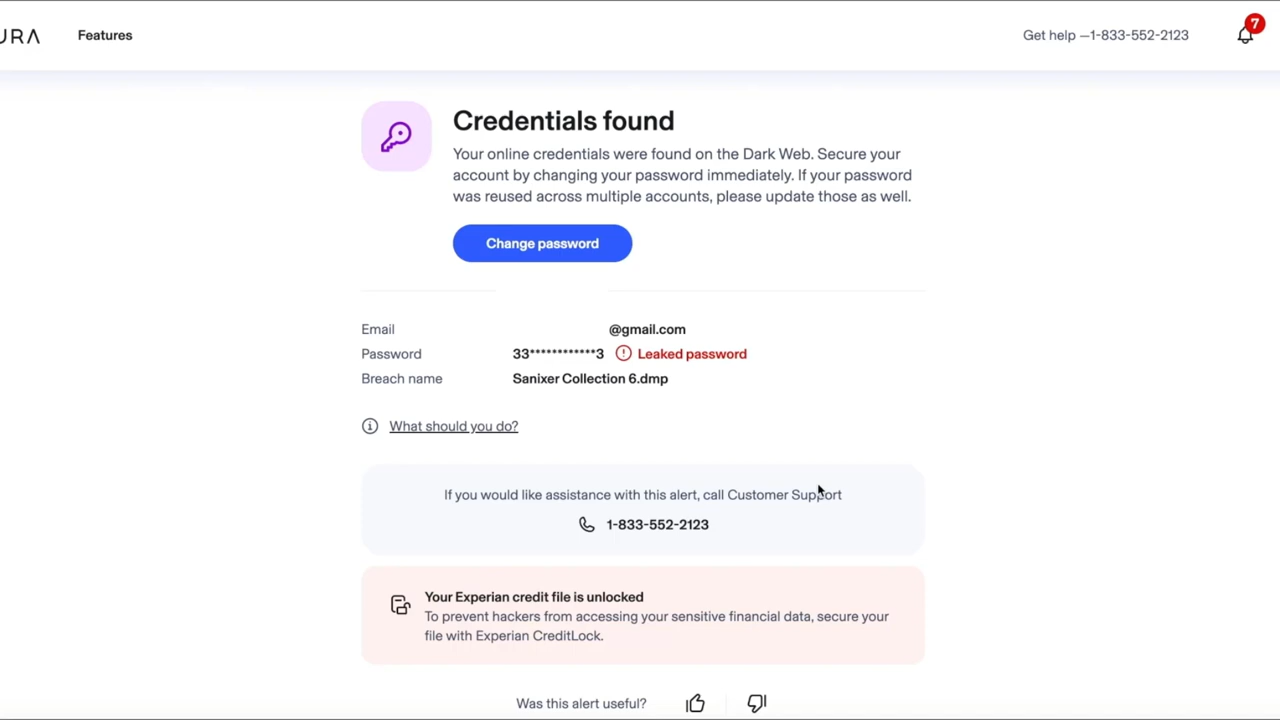 URA Features Get help —1-833-552-2123 7
Credentials found
Your online credentials were found on the Dark Web. Secure your
account by changing your password immediately. If your password
was reused across multiple accounts, please update those as well.
Change password
Email @gmail.com
Password 33************3 Leaked password
Breach name Sanixer Collection 6.dmp
What should you do?
If you would like assistance with this alert, call Customer Support
1-833-552-2123
Your Experian credit file is unlocked
To prevent hackers from accessing your sensitive financial data, secure your
file with Experian CreditLock.
Was this alert useful?